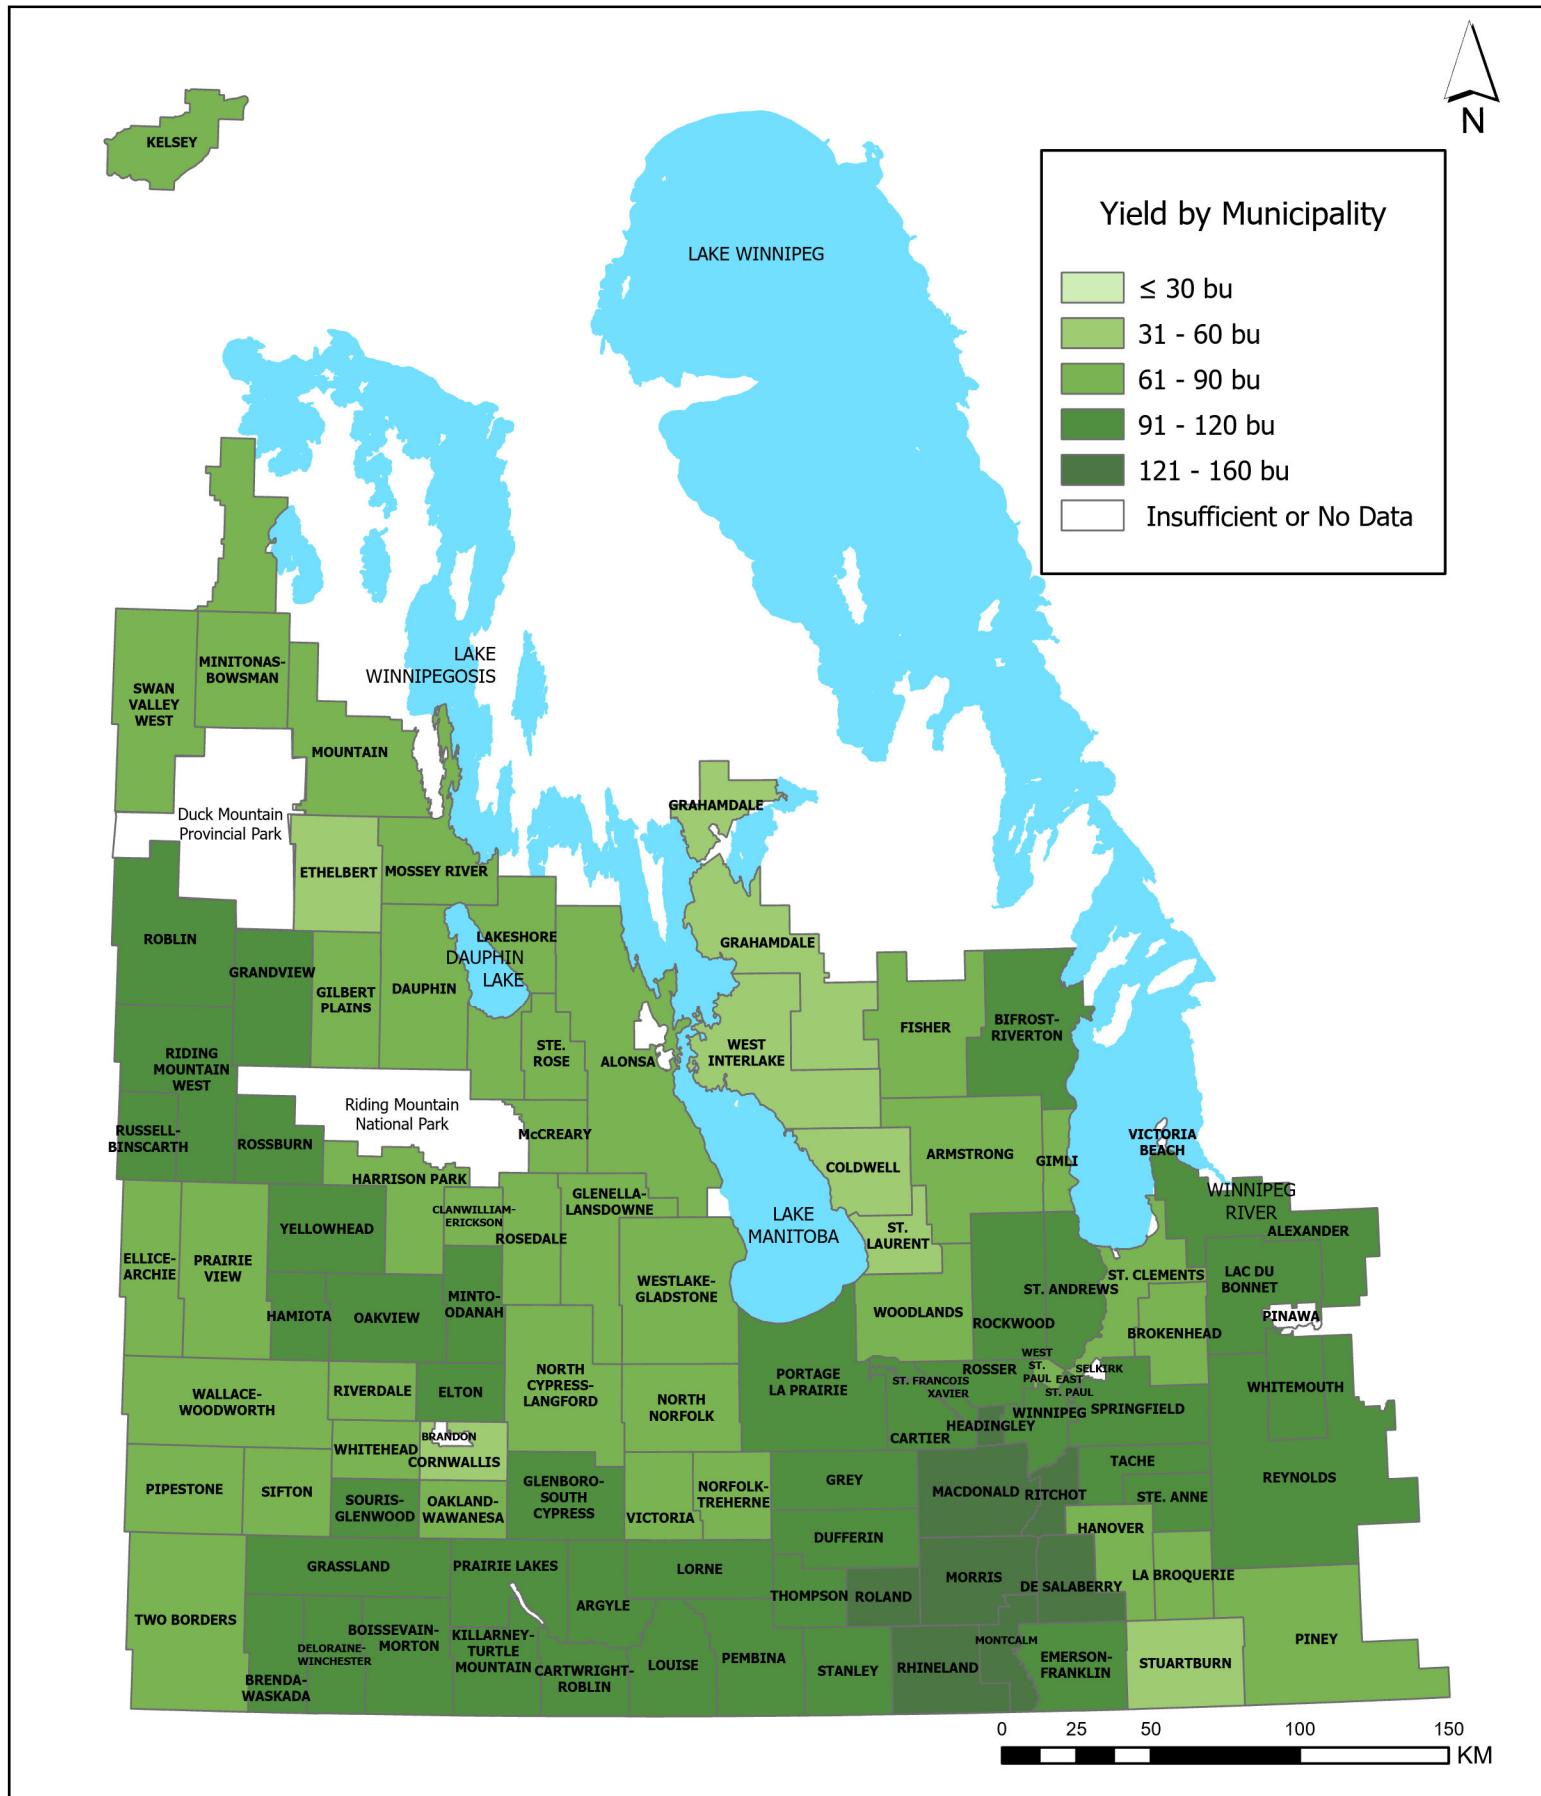 N
KELSEY
Yield by Municipality
≤ 30 bu
31 - 60 bu
61 - 90 bu
91 - 120 bu
121 - 160 bu
Insufficient or No Data
LAKE WINNIPEG
LAKE
WINNIPEGOSIS
MINITONAS-
BOWSMAN
SWAN
VALLEY
WEST
MOUNTAIN
Duck Mountain
Provincial Park
GRAHAMDALE
ETHELBERT
MOSSEY RIVER
ROBLIN
GRANDVIEW
GILBERT
PLAINS
DAUPHIN
LAKESHORE
DAUPHIN
LAKE
GRAHAMDALE
FISHER
BIFROST-
RIVERTON
STE.
ROSE
ALONSA
WEST
INTERLAKE
RIDING
MOUNTAIN
WEST
Riding Mountain
National Park
RUSSELL-
BINSCARTH
ROSSBURN
McCREARY
HARRISON PARK
COLDWELL
ARMSTRONG
GIMLI
VICTORIA
BEACH
WINNIPEG
RIVER
ALEXANDER
GLENELLA-
LANSDOWNE
CLANWILLIAM-
ERICKSON
ROSEDALE
YELLOWHEAD
LAKE
MANITOBA
ST.
LAURENT
ELLICE-
ARCHIE
PRAIRIE
VIEW
WESTLAKE-
GLADSTONE
ST. CLEMENTS
LAC DU
BONNET
ST. ANDREWS
MINTO-
ODANAH
HAMIOTA
OAKVIEW
WOODLANDS
ROCKWOOD
BROKENHEAD
PINAWA
NORTH
CYPRESS-
LANGFORD
PORTAGE
LA PRAIRIE
ROSSER
WEST
ST.
PAUL
EAST
ST. PAUL
SELKIRK
ST. FRANCOIS
XAVIER
WHITEMOUTH
WALLACE-
WOODWORTH
RIVERDALE
ELTON
NORTH
NORFOLK
HEADINGLEY
WINNIPEG
SPRINGFIELD
CARTIER
WHITEHEAD
BRANDON
CORNWALLIS
TACHE
REYNOLDS
PIPESTONE
SIFTON
SOURIS-
GLENWOOD
OAKLAND-
WAWANESA
GLENBORO-
SOUTH
CYPRESS
VICTORIA
NORFOLK-
TREHERNE
GREY
MACDONALD
RITCHOT
STE. ANNE
HANOVER
DUFFERIN
GRASSLAND
PRAIRIE LAKES
LORNE
MORRIS
DE SALABERRY
LA BROQUERIE
THOMPSON
ROLAND
ARGYLE
TWO BORDERS
BOISSEVAIN-
MORTON
DELORAINE-
WINCHESTER
KILLARNEY-
TURTLE
MOUNTAIN
BRENDA-
WASKADA
CARTWRIGHT-
ROBLIN
LOUISE
PEMBINA
STANLEY
RHINELAND
MONTCALM
EMERSON-
FRANKLIN
STUARTBURN
PINEY
0 25 50 100 150
KM